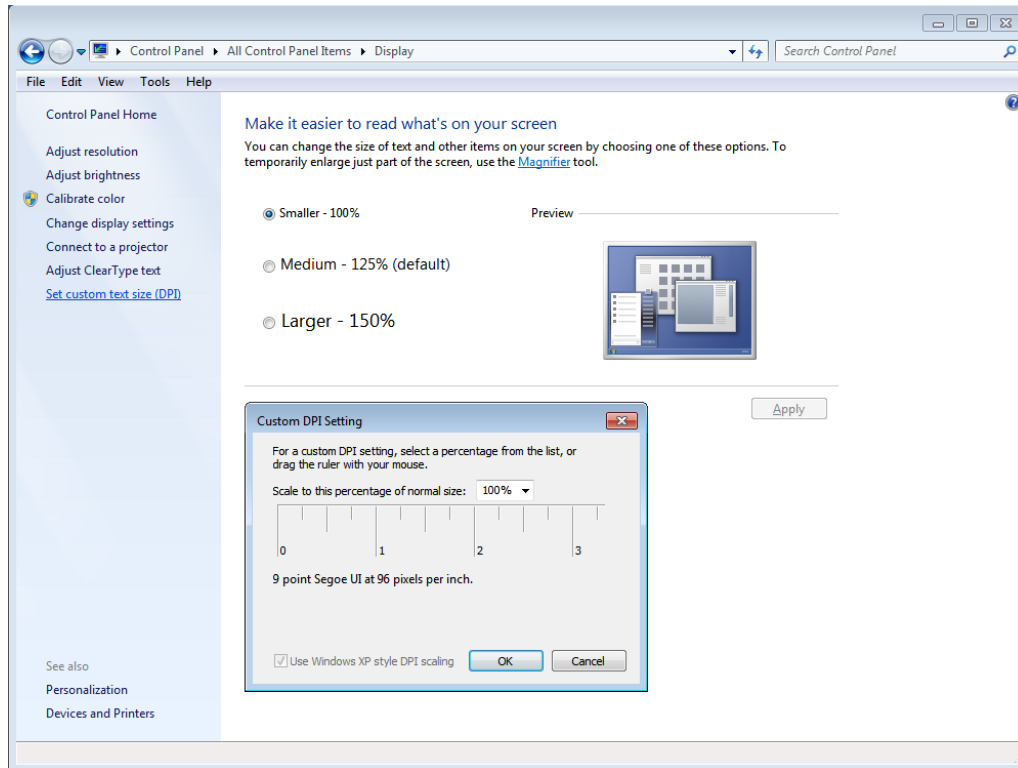 Control Panel All Control Panel Items Display
Search Control Panel
File Edit View Tools Help
Control Panel Home
Adjust resolution
Adjust brightness
Calibrate color
Change display settings
Connect to a projector
Adjust ClearType text
Set custom text size (DPI)
See also
Personalization
Devices and Printers
Make it easier to read what's on your screen
You can change the size of text and other items on your screen by choosing one of these options. To
temporarily enlarge just part of the screen, use the Magnifier tool.
Smaller - 100%
Medium - 125% (default)
Larger - 150%
Preview
Apply
Custom DPI Setting
For a custom DPI setting, select a percentage from the list, or
drag the ruler with your mouse.
Scale to this percentage of normal size: 100%
0 1 2 3
9 point Segoe UI at 96 pixels per inch.
Use Windows XP style DPI scaling
OK
Cancel